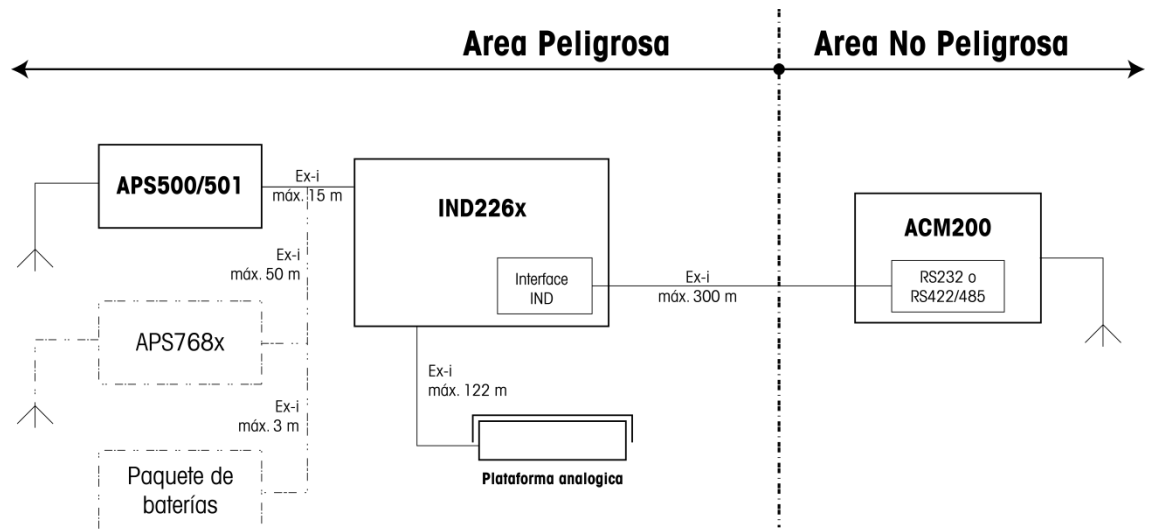 Area Peligrosa
Area No Peligrosa
APS500/501
Ex-i
máx. 15 m
IND226x
Interface
IND
Ex-i
máx. 300 m
ACM200
RS232 o
RS422/485
Ex-i
máx. 50 m
APS768x
Ex-i
máx. 122 m
Ex-i
máx. 3 m
Plataforma analogica
Paquete de
baterías